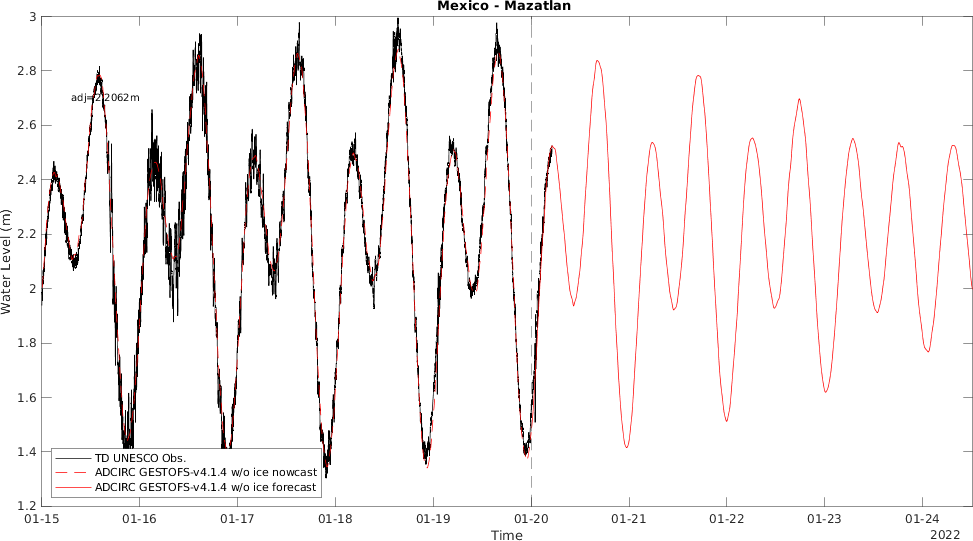 Mexico - Mazatlan
3
2.8
2.6
2.4
2.2
2
1.8
1.6
1.4
1.2
Water Level (m)
adj=2.2062m
TD UNESCO Obs.
ADCIRC GESTOFS-v4.1.4 w/o ice nowcast
ADCIRC GESTOFS-v4.1.4 w/o ice forecast
01-15 01-16 01-17 01-18 01-19 01-20 01-21 01-22 01-23 01-24
Time
2022